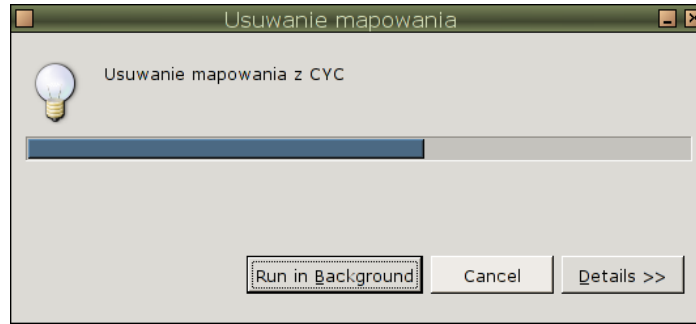 Usuwanie mapowania
Usuwanie mapowania z CYC
Run in Background
Cancel
Details >>